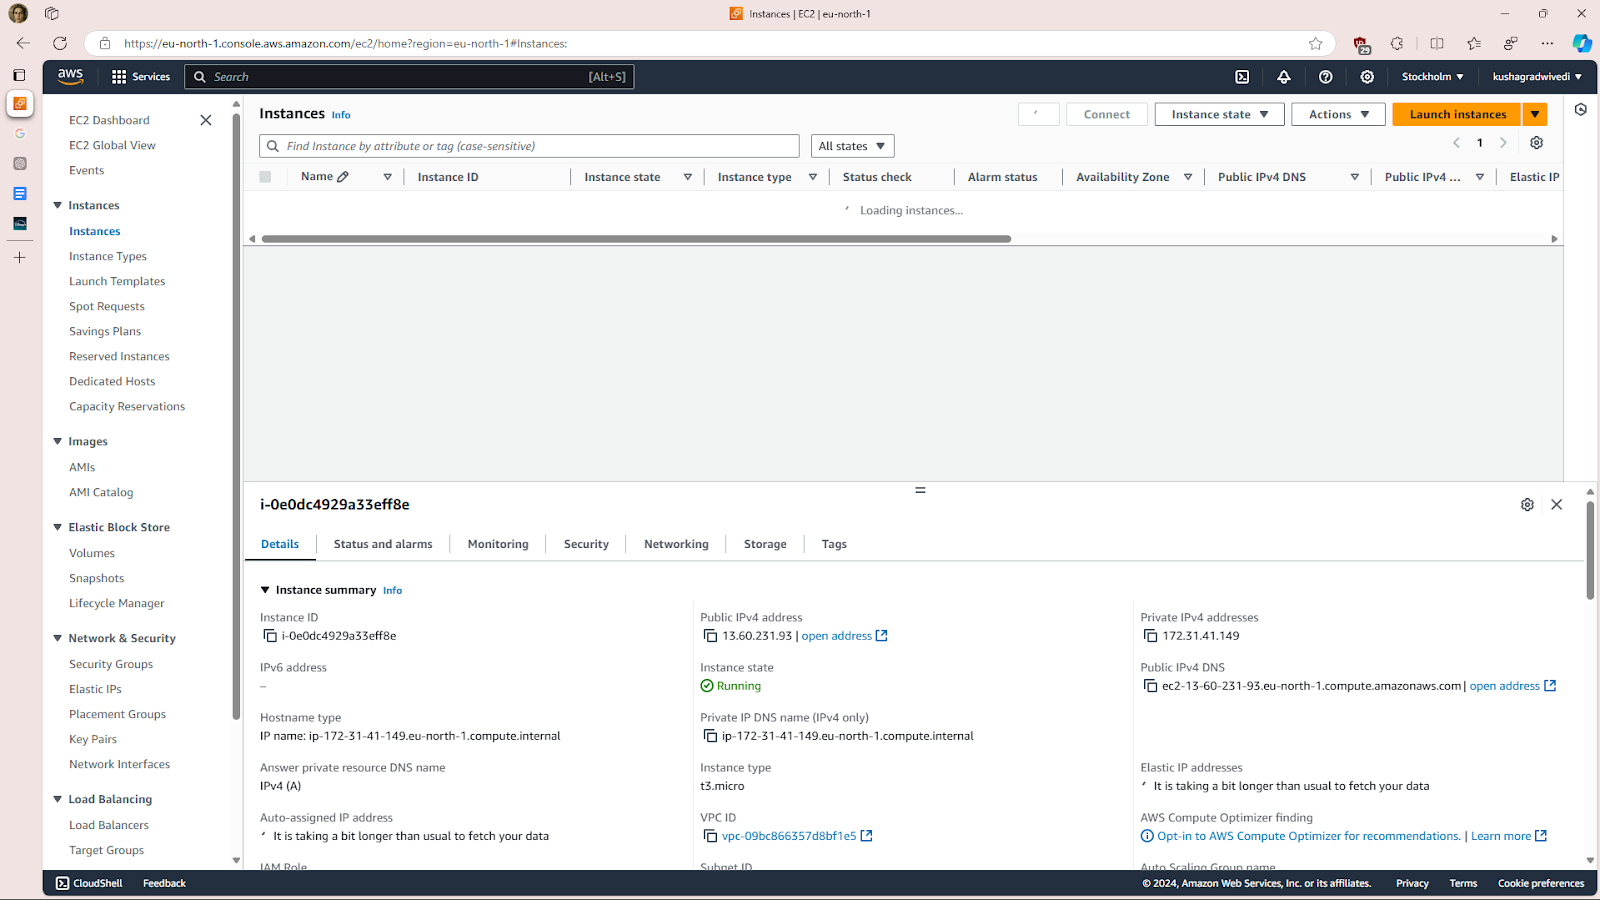 Instances | EC2 | eu-north-1
https://eu-north-1.console.aws.amazon.com/ec2/home?region=eu-north-1#Instances:
29
aws
Services
Search
[Alt+S]
Stockholm
kushagradwivedi
EC2 Dashboard
EC2 Global View
Events
Instances
Instances
Instance Types
Launch Templates
Spot Requests
Savings Plans
Reserved Instances
Dedicated Hosts
Capacity Reservations
Images
AMIs
AMI Catalog
Elastic Block Store
Volumes
Snapshots
Lifecycle Manager
Network & Security
Security Groups
Elastic IPs
Placement Groups
Key Pairs
Network Interfaces
Load Balancing
Load Balancers
Target Groups
Instances Info
Connect
Instance state
Actions
Launch instances
Find Instance by attribute or tag (case-sensitive)
All states
1
Name
Instance ID
Instance state
Instance type
Status check
Alarm status
Availability Zone
Public IPv4 DNS
Public IPv4 ...
Elastic IP
Loading instances...
i-0e0dc4929a33eff8e
Details
Status and alarms
Monitoring
Security
Networking
Storage
Tags
Instance summary Info
Instance ID
i-0e0dc4929a33eff8e
Public IPv4 address
13.60.231.93 | open address
Private IPv4 addresses
172.31.41.149
IPv6 address
–
Instance state
Running
Public IPv4 DNS
ec2-13-60-231-93.eu-north-1.compute.amazonaws.com | open address
Hostname type
IP name: ip-172-31-41-149.eu-north-1.compute.internal
Private IP DNS name (IPv4 only)
ip-172-31-41-149.eu-north-1.compute.internal
Answer private resource DNS name
IPv4 (A)
Instance type
t3.micro
Elastic IP addresses
It is taking a bit longer than usual to fetch your data
Auto-assigned IP address
It is taking a bit longer than usual to fetch your data
VPC ID
vpc-09bc866357d8bf1e5
AWS Compute Optimizer finding
Opt-in to AWS Compute Optimizer for recommendations. | Learn more
IAM Role
Subnet ID
Auto Scaling Group name
CloudShell
Feedback
© 2024, Amazon Web Services, Inc. or its affiliates.
Privacy
Terms
Cookie preferences